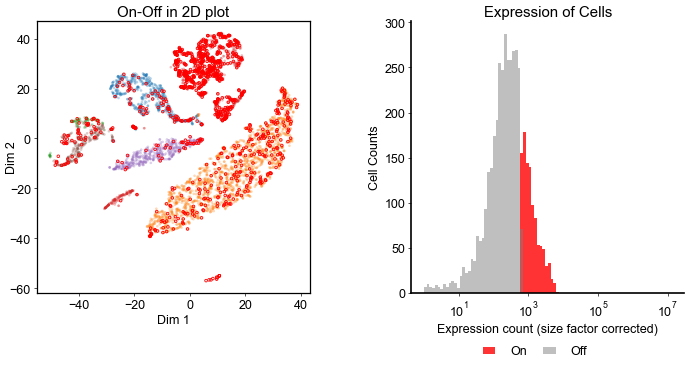 On-Off in 2D plot
40
20
0
−20
−40
−60
Dim 2
−40 −20 0 20 40
Dim 1
Expression of Cells
300
250
200
150
100
50
0
Cell Counts
10^1 10^3 10^5 10^7
Expression count (size factor corrected)
On Off